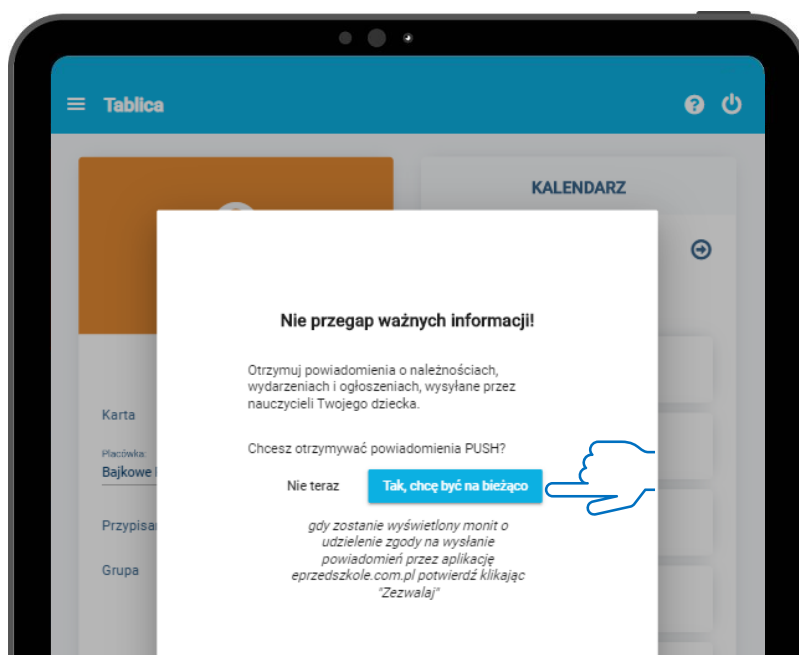 Tablica
KALENDARZ
Nie przegap ważnych informacji!
Otrzymuj powiadomienia o należnościach,
wydarzeniach i ogłoszeniach, wysyłane przez
nauczycieli Twojego dziecka.
Chcesz otrzymywać powiadomienia PUSH?
Nie teraz
Tak, chcę być na bieżąco
gdy zostanie wyświetlony monit o
udzielenie zgody na wysłanie
powiadomień przez aplikację
eprzedszkole.com.pl potwierdź klikając
"Zezwalaj"
Karta
Placówka:
Bajkowe
Grupa